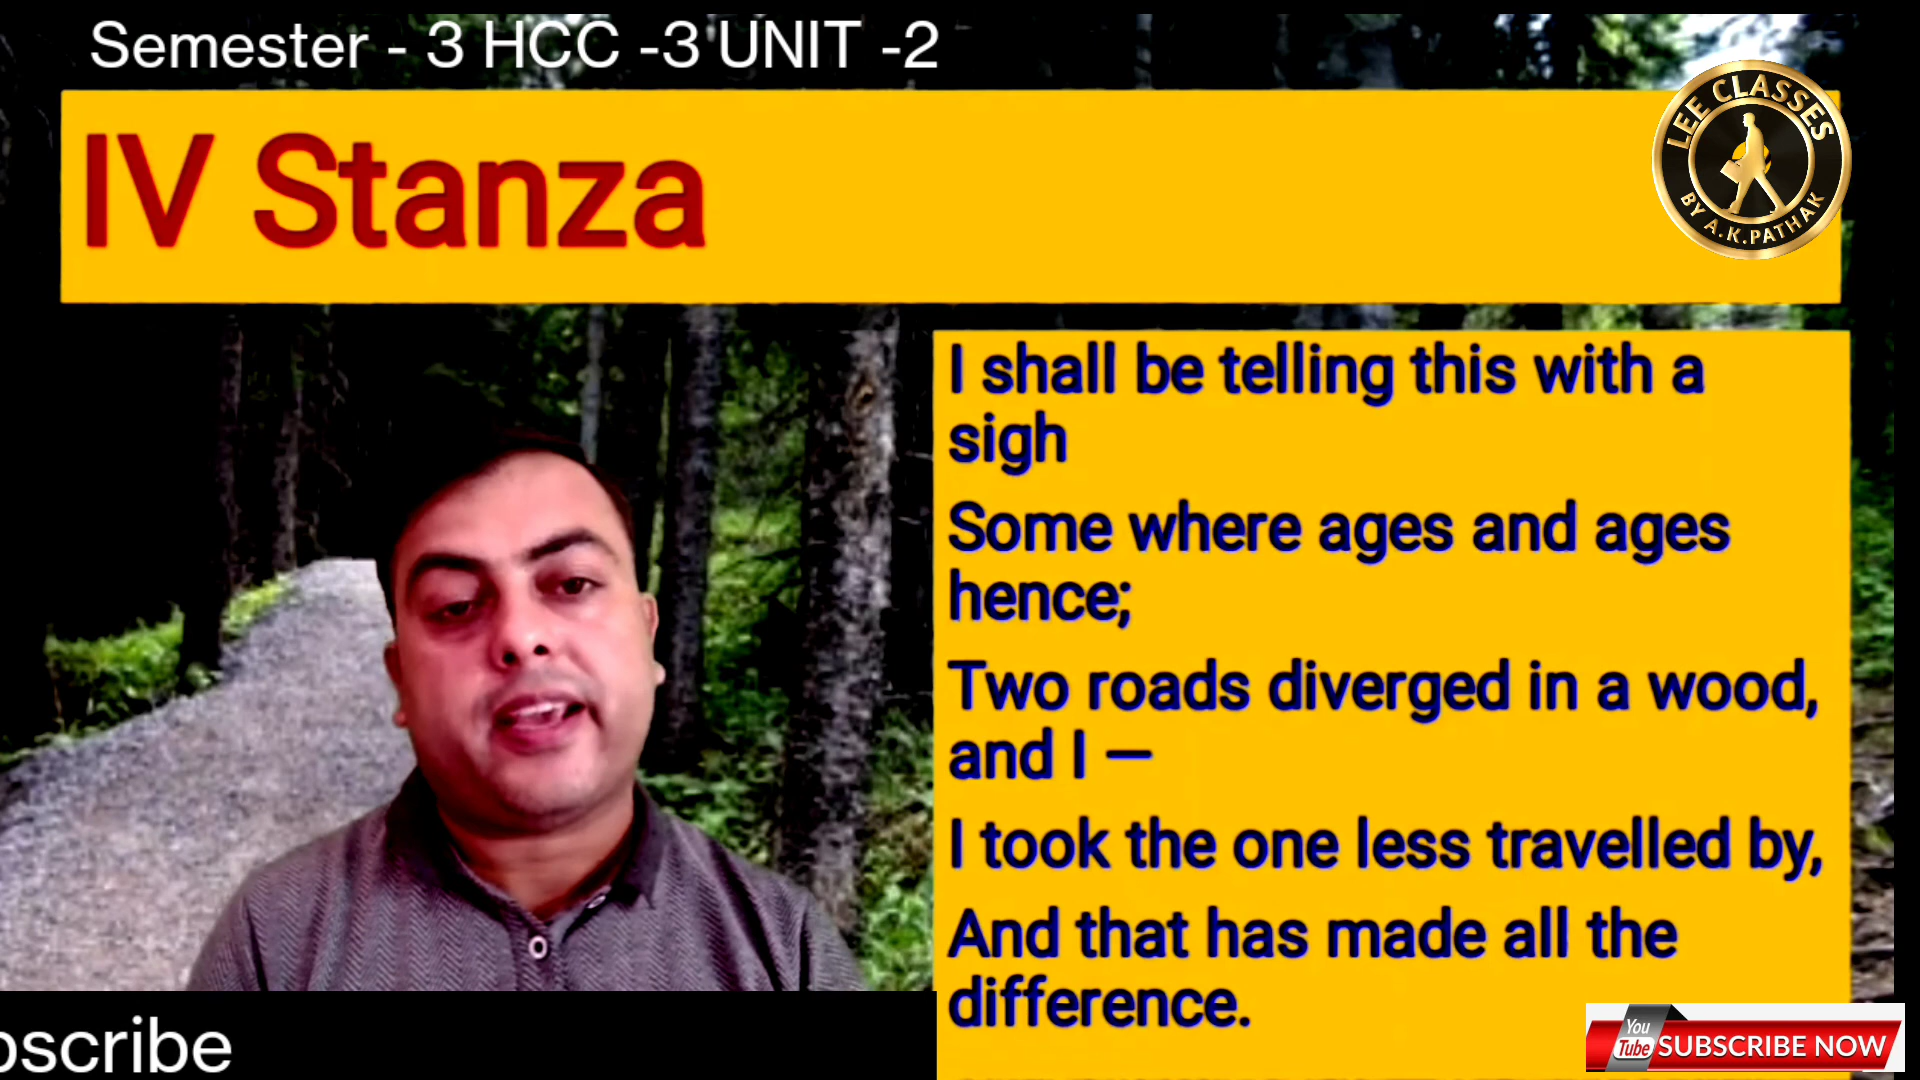 Semester - 3 HCC -3 UNIT -2
LEE CLASSES
BY A.K.PATHAK
IV Stanza
I shall be telling this with a
sigh
Some where ages and ages
hence;
Two roads diverged in a wood,
and I —
I took the one less travelled by,
And that has made all the
difference.
bscribe
You
Tube
SUBSCRIBE NOW